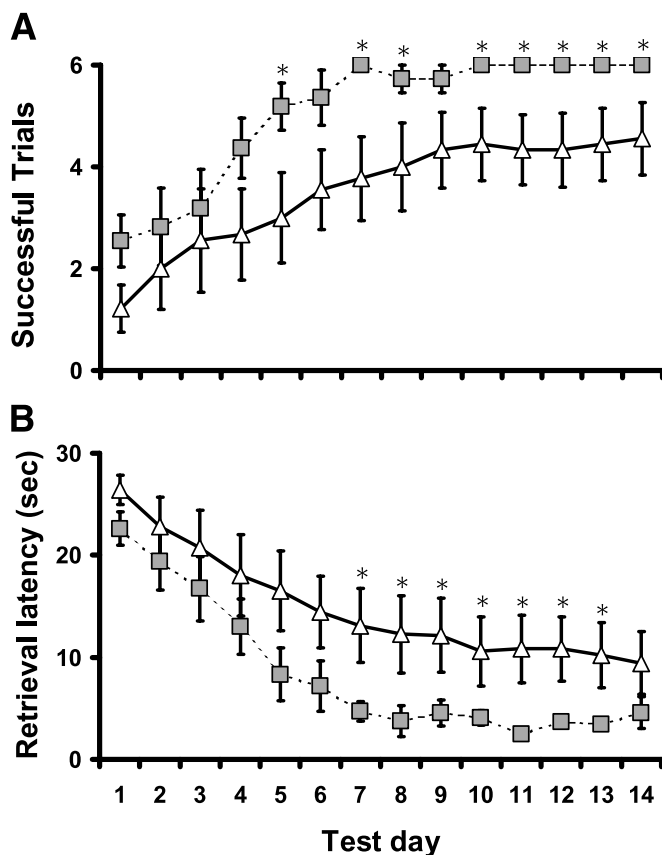 A
* * * * * * * *
6
4
2
0
Successful Trials
B
30
20
10
0
Retrieval latency (sec)
* * * * * * *
1 2 3 4 5 6 7 8 9 10 11 12 13 14
Test day